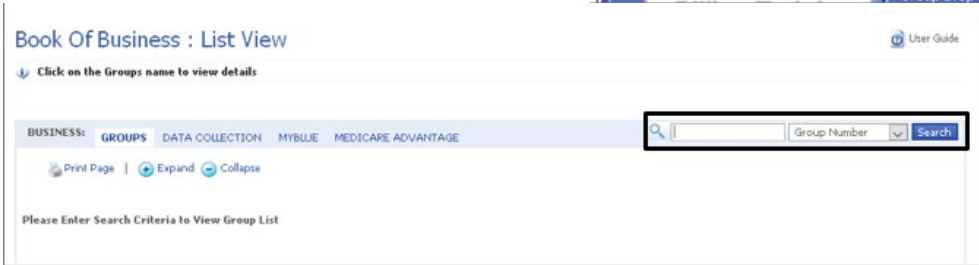 Book Of Business : List View
User Guide
Click on the Groups name to view details
BUSINESS: GROUPS DATA COLLECTION MYBLUE MEDICARE ADVANTAGE
Group Number Search
Print Page | Expand Collapse
Please Enter Search Criteria to View Group List